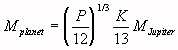 M_planet = (P/12)^1/3 K/13 M_Jupiter